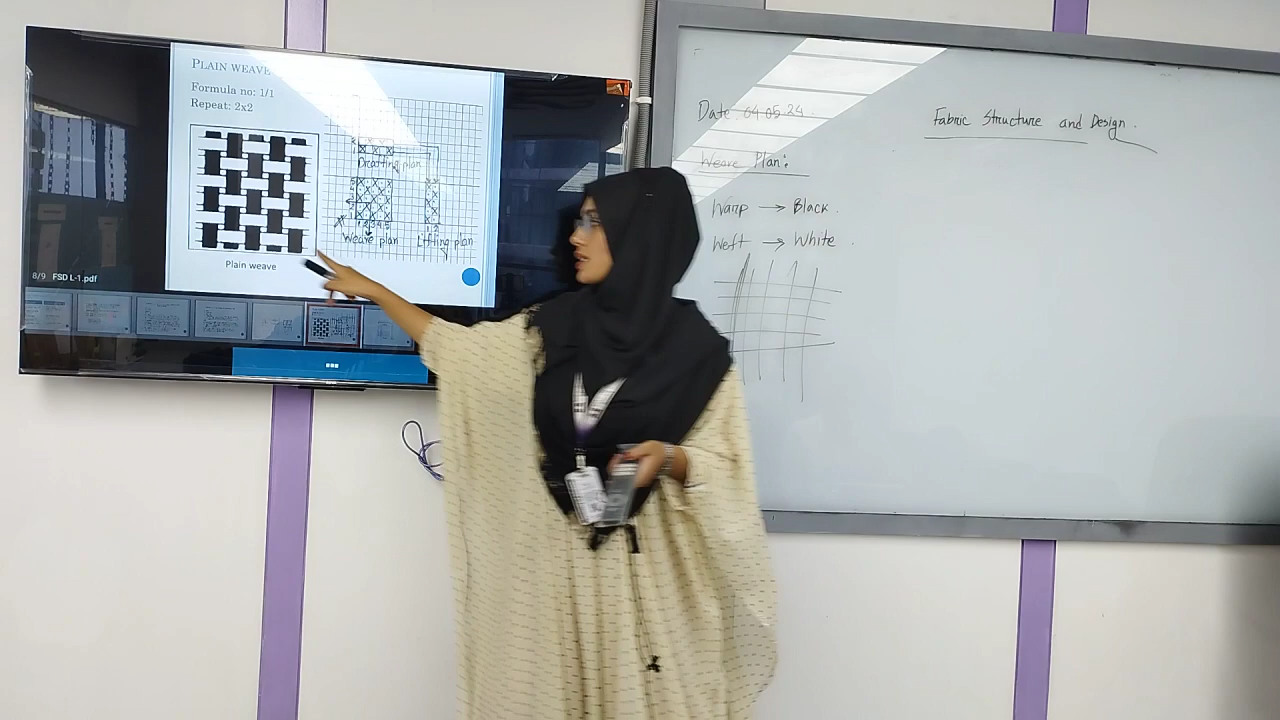 PLAIN WEAVE
Formula no: 1/1
Repeat: 2x2
Drafting plan
Weave plan
Lifting plan
Plain weave
8/9 FSD L-1.pdf
Date: 04.05.24.
Fabric Structure and Design.
Weave Plan:
Warp → Black.
Weft → White.